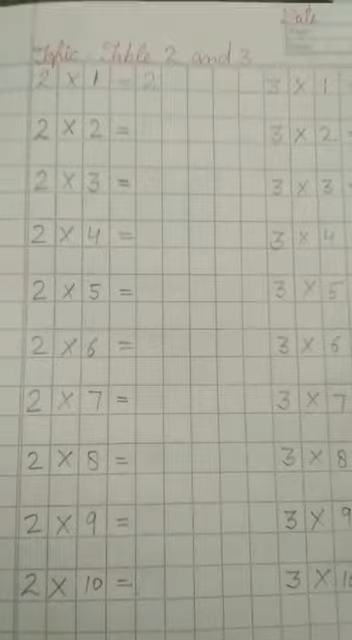 Date
Topic - Table 2 and 3
2 × 1 = 2 3 × 1 =
2 × 2 = 3 × 2 =
2 × 3 = 3 × 3 =
2 × 4 = 3 × 4
2 × 5 = 3 × 5
2 × 6 = 3 × 6
2 × 7 = 3 × 7
2 × 8 = 3 × 8
2 × 9 = 3 × 9
2 × 10 = 3 × 10